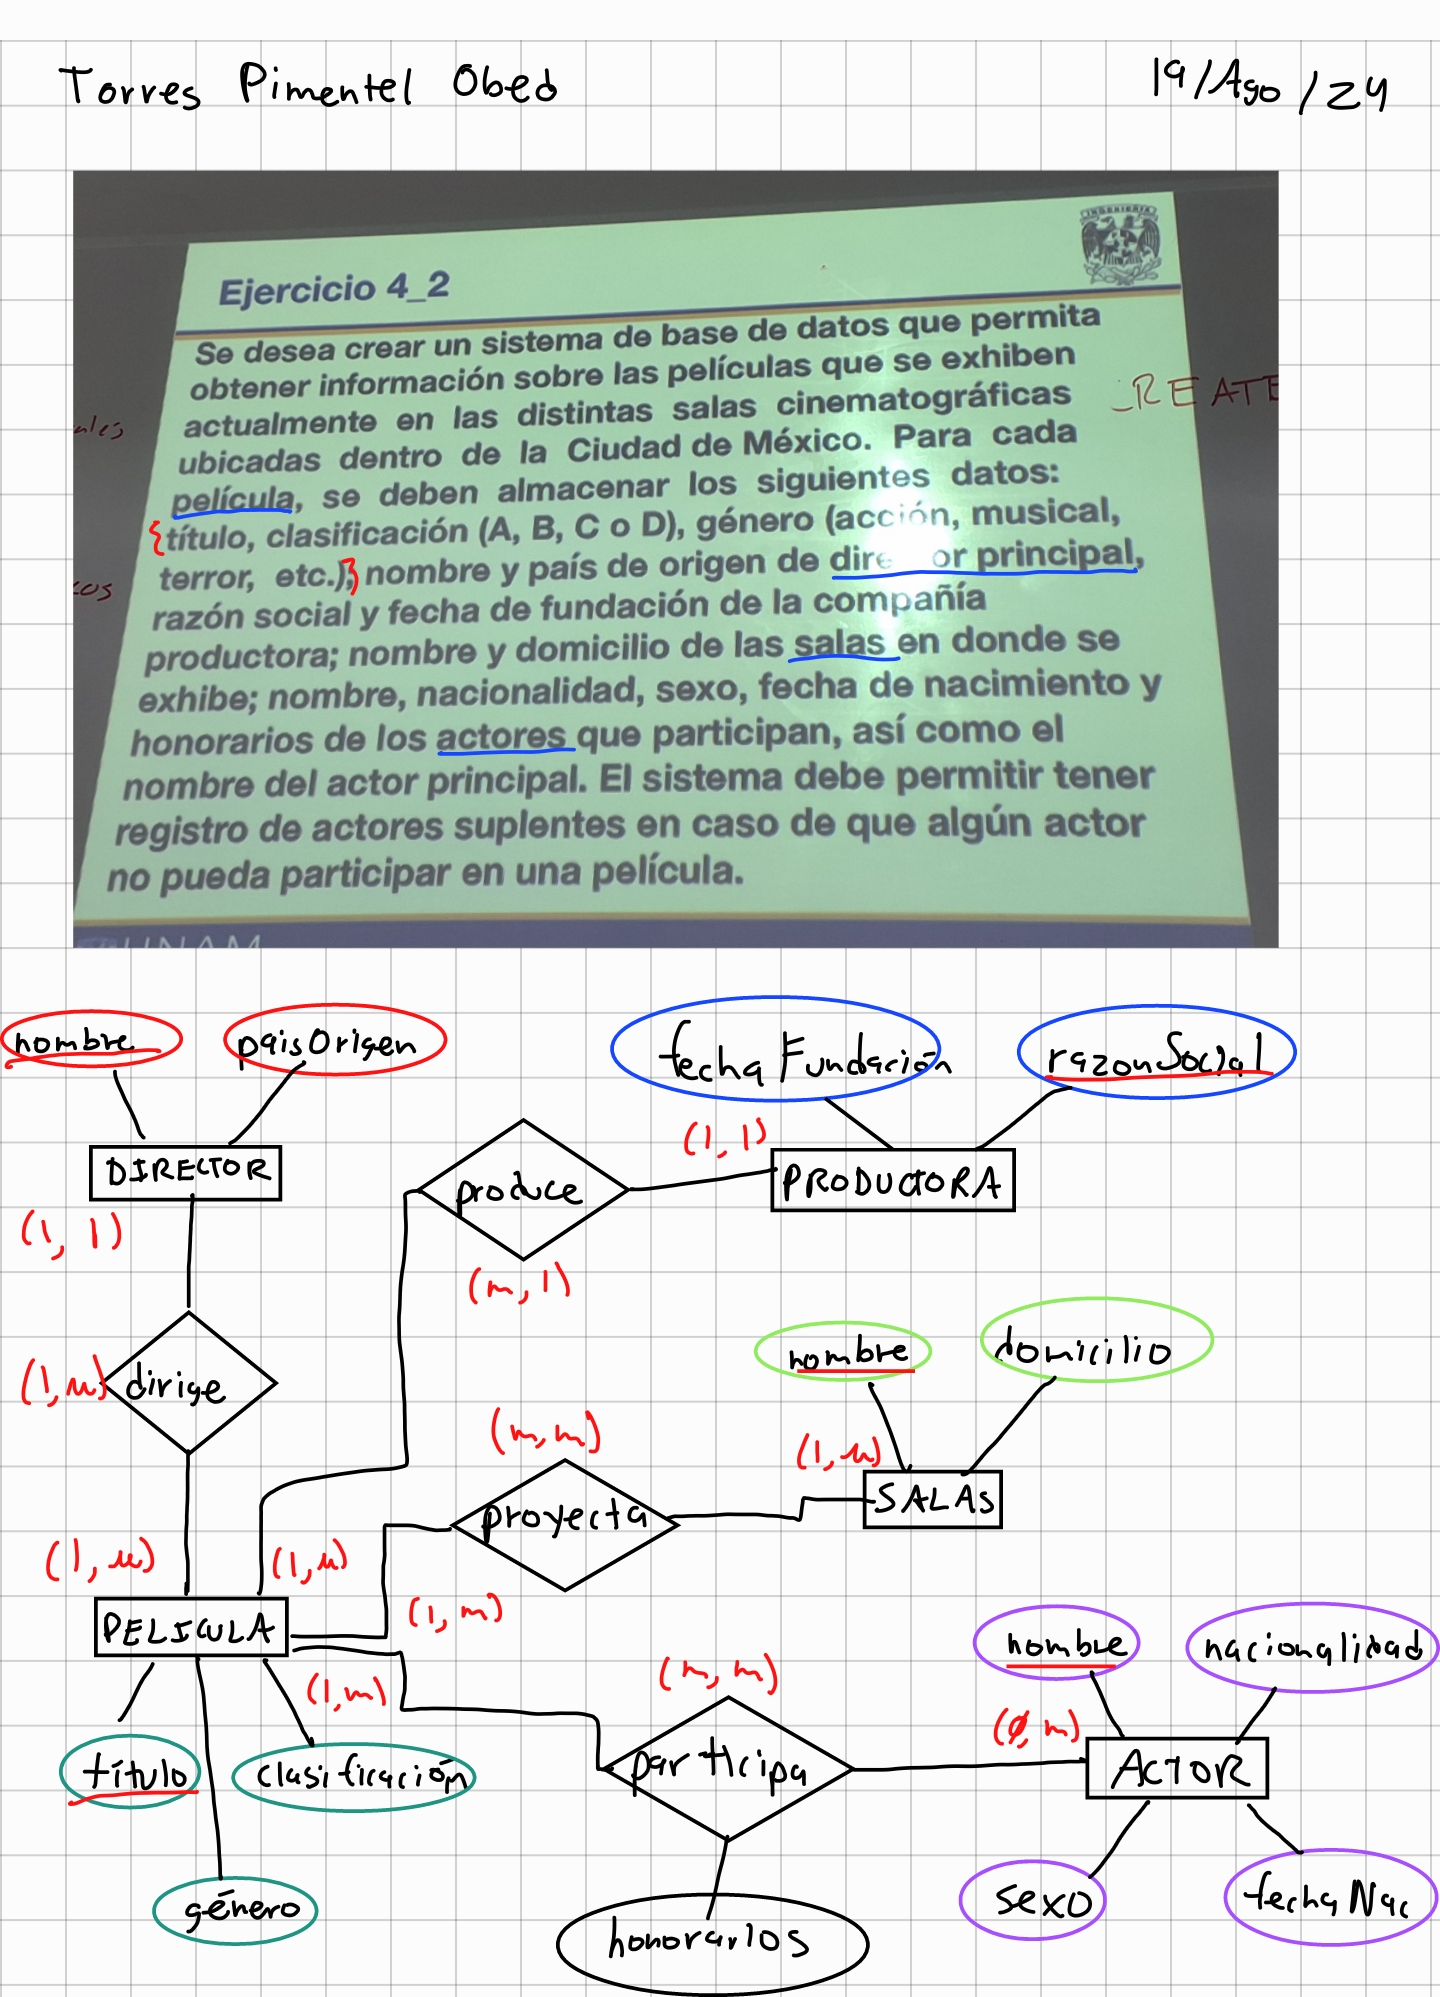 Torres Pimentel Obed 19/Ago/24
INGENIERIA
Ejercicio 4_2
Se desea crear un sistema de base de datos que permita
obtener información sobre las películas que se exhiben
actualmente en las distintas salas cinematográficas
_REATE
ubicadas dentro de la Ciudad de México. Para cada
película, se deben almacenar los siguientes datos:
{título, clasificación (A, B, C o D), género (acción, musical,
terror, etc.);} nombre y país de origen de dire or principal,
razón social y fecha de fundación de la compañía
productora; nombre y domicilio de las salas en donde se
exhibe; nombre, nacionalidad, sexo, fecha de nacimiento y
honorarios de los actores que participan, así como el
nombre del actor principal. El sistema debe permitir tener
registro de actores suplentes en caso de que algún actor
no pueda participar en una película.
UNAM
nombre paisOrigen fechaFundación razonSocial
DIRECTOR produce (1, 1) PRODUCTORA
(1, 1) (m, 1)
nombre domicilio
(1, m) dirige
(m, m) (1, m)
proyecta SALAS
(1, m) (1, m)
(1, m)
PELICULA nombre nacionalidad
(1, m) (m, m) (0, m)
título clasificación participa ACTOR
género honorarios sexo fechaNac